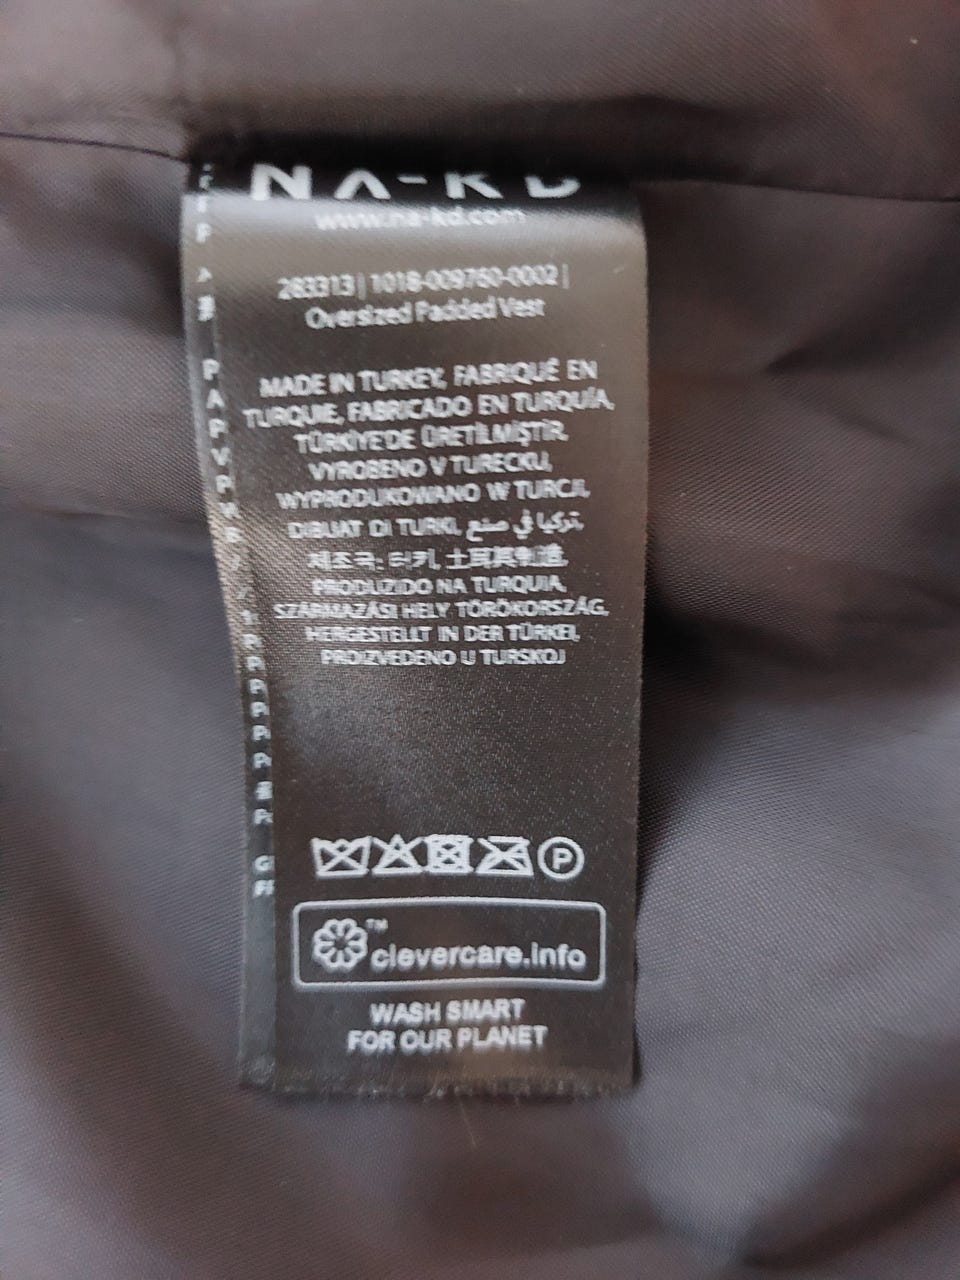 NA-KD
www.na-kd.com
283313 | 1018-009760-0002 |
Oversized Padded Vest
MADE IN TURKEY, FABRIQUÉ EN
TURQUIE, FABRICADO EN TURQUÍA,
TÜRKİYE'DE ÜRETİLMİŞTİR,
VYROBENO V TURECKU,
WYPRODUKOWANO W TURCJI,
DIBUAT DI TURKI, تركيا في صنع,
제조국: 터키, 土耳其制造,
PRODUZIDO NA TURQUIA,
SZÁRMAZÁSI HELY TÖRÖKORSZÁG,
HERGESTELLT IN DER TÜRKEI,
PROIZVEDENO U TURSKOJ
P
™
clevercare.info
WASH SMART
FOR OUR PLANET